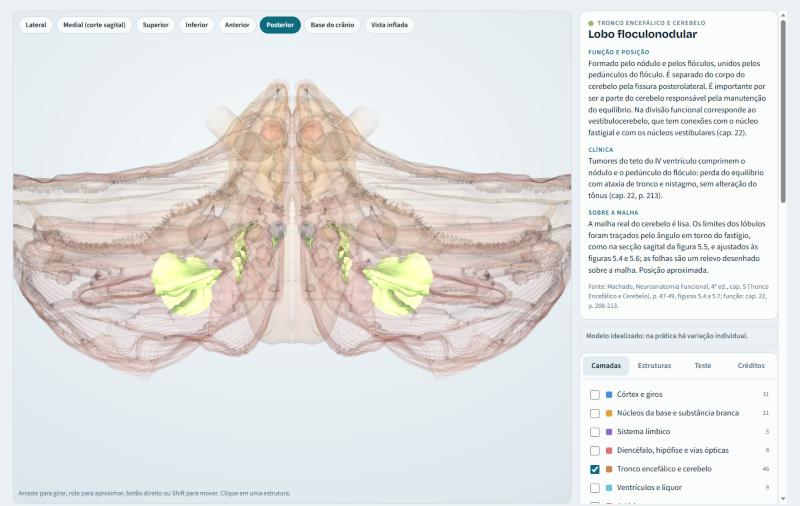 Lateral
Medial (corte sagital)
Superior
Inferior
Anterior
Posterior
Base do crânio
Vista inflada
Arraste para girar, role para aproximar, botão direito ou Shift para mover. Clique em uma estrutura.
TRONCO ENCEFÁLICO E CEREBELO
Lobo floculonodular
FUNÇÃO E POSIÇÃO
Formado pelo nódulo e pelos flóculos, unidos pelos
pedúnculos do flóculo. É separado do corpo do
cerebelo pela fissura posterolateral. É importante por
ser a parte do cerebelo responsável pela manutenção
do equilíbrio. Na divisão funcional corresponde ao
vestibulocerebelo, que tem conexões com o núcleo
fastigial e com os núcleos vestibulares (cap. 22).
CLÍNICA
Tumores do teto do IV ventrículo comprimem o
nódulo e o pedúnculo do flóculo: perda do equilíbrio
com ataxia de tronco e nistagmo, sem alteração do
tônus (cap. 22, p. 213).
SOBRE A MALHA
A malha real do cerebelo é lisa. Os limites dos lóbulos
foram traçados pelo ângulo em torno do fastígio,
como na secção sagital da figura 5.5, e ajustados às
figuras 5.4 e 5.6; as folhas são um relevo desenhado
sobre a malha. Posição aproximada.
Fonte: Machado, Neuroanatomia Funcional, 4ª ed., cap. 5 (Tronco
Encefálico e Cerebelo), p. 47-49, figuras 5.4 a 5.7; função: cap. 22,
p. 208-213.
Modelo idealizado: na prática há variação individual.
Camadas
Estruturas
Teste
Créditos
Córtex e giros 31
Núcleos da base e substância branca 11
Sistema límbico 5
Diencéfalo, hipófise e vias ópticas 8
Tronco encefálico e cerebelo 46
Ventrículos e líquor 9